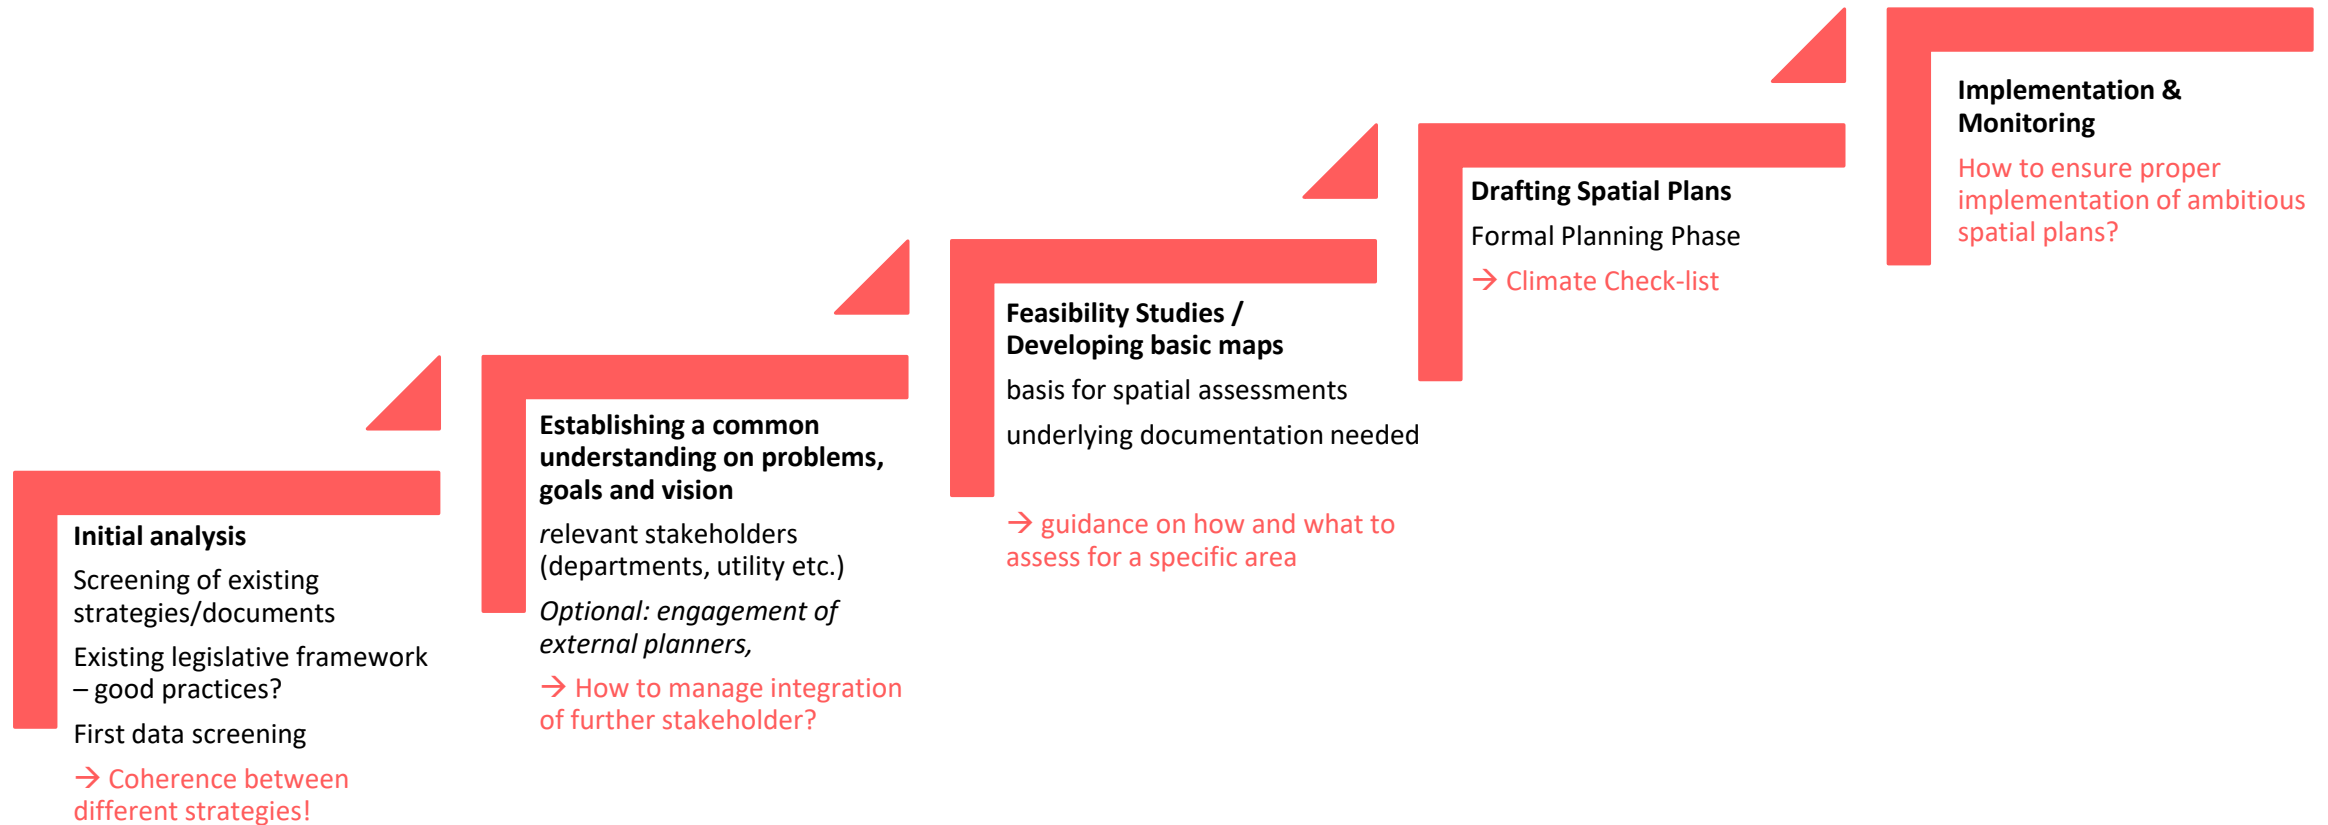 Initial analysis
Screening of existing
strategies/documents
Existing legislative framework
– good practices?
First data screening
→ Coherence between
different strategies!
Establishing a common
understanding on problems,
goals and vision
relevant stakeholders
(departments, utility etc.)
Optional: engagement of
external planners,
→ How to manage integration
of further stakeholder?
Feasibility Studies /
Developing basic maps
basis for spatial assessments
underlying documentation needed
→ guidance on how and what to
assess for a specific area
Drafting Spatial Plans
Formal Planning Phase
→ Climate Check-list
Implementation &
Monitoring
How to ensure proper
implementation of ambitious
spatial plans?